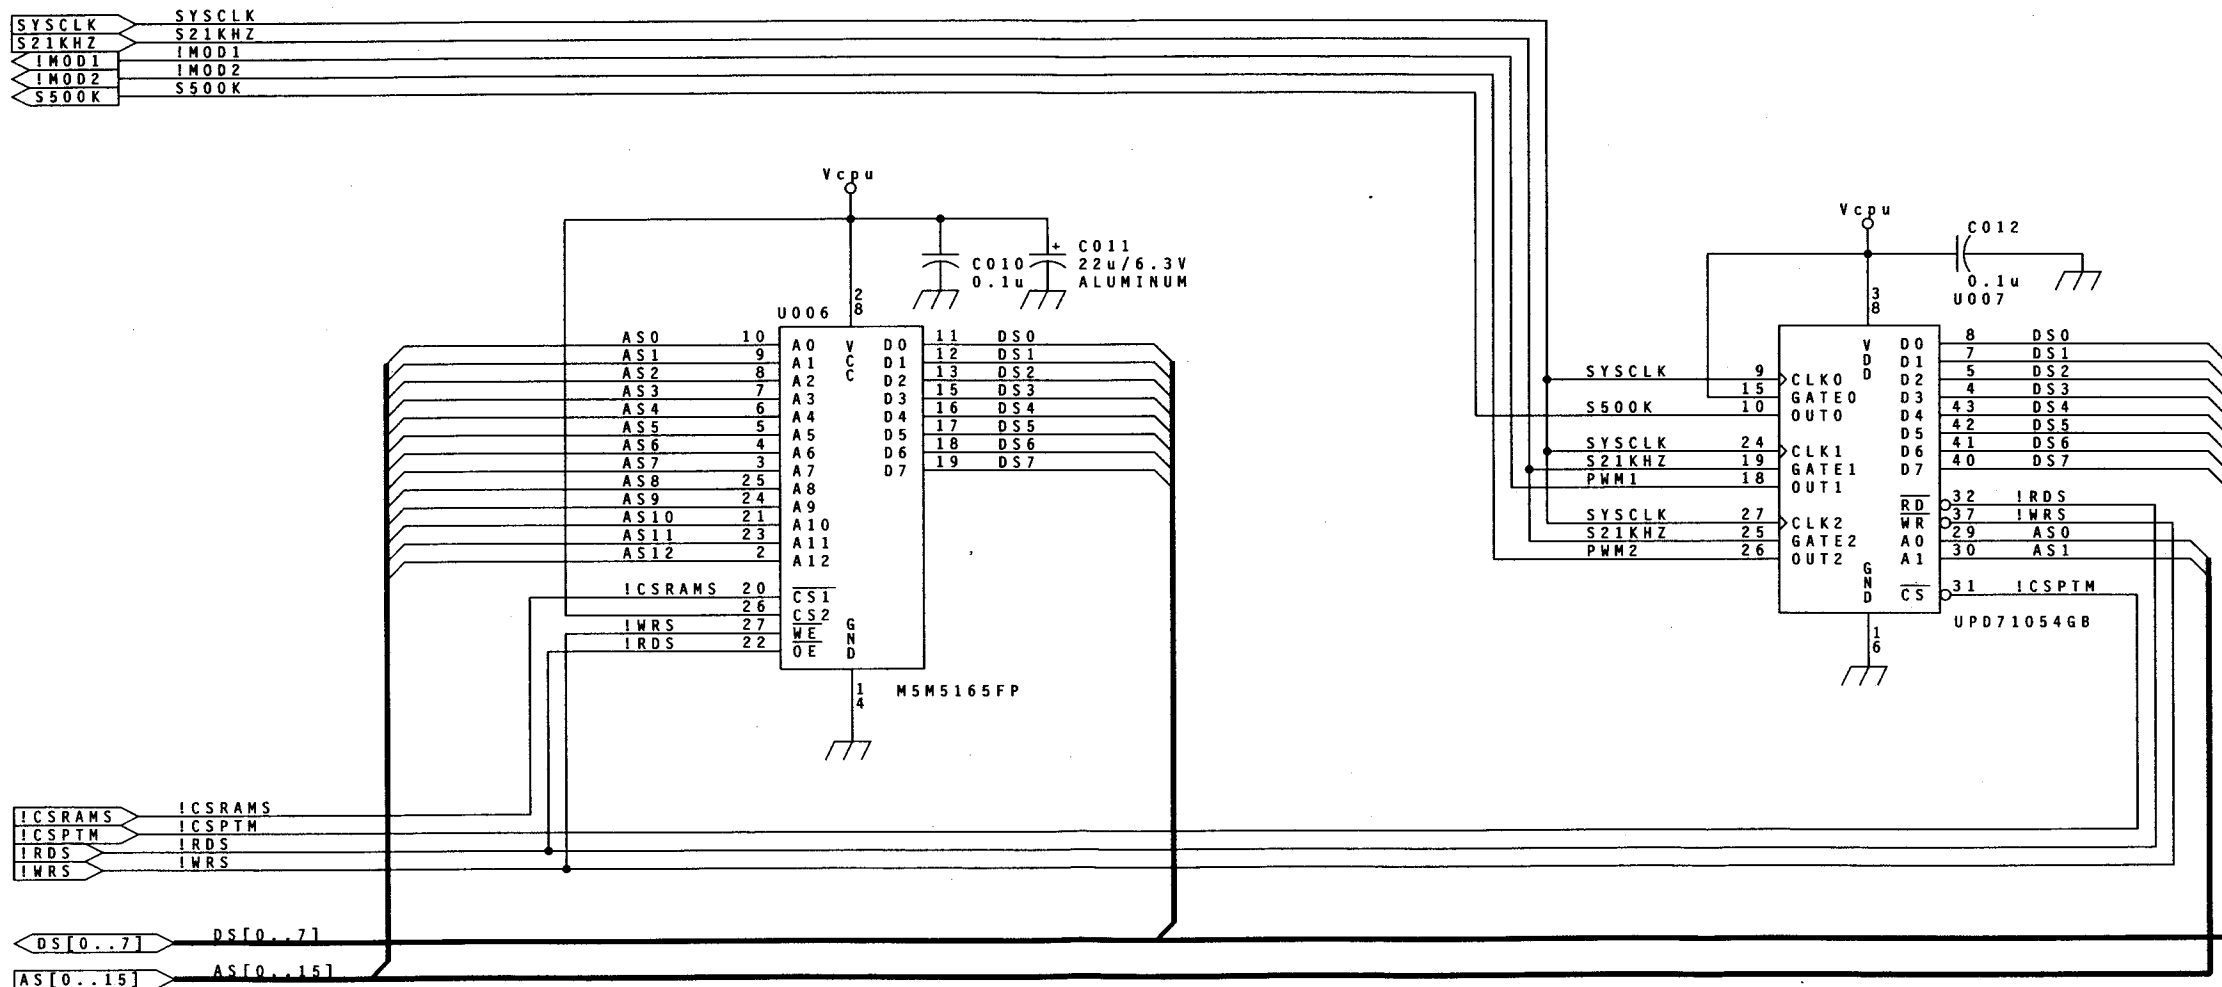 SYSCLK SYSCLK
S21KHZ S21KHZ
!MOD1 !MOD1
!MOD2 !MOD2
S500K S500K
Vcpu
C010
0.1u
+ C011
22u/6.3V
ALUMINUM
28
U006
AS0 10 A0
AS1 9 A1
AS2 8 A2
AS3 7 A3
AS4 6 A4
AS5 5 A5
AS6 4 A6
AS7 3 A7
AS8 25 A8
AS9 24 A9
AS10 21 A10
AS11 23 A11
AS12 2 A12
!CSRAMS 20 CS1
26 CS2
!WRS 27 WE
!RDS 22 OE
VCC
GND
D0 11 DS0
D1 12 DS1
D2 13 DS2
D3 15 DS3
D4 16 DS4
D5 17 DS5
D6 18 DS6
D7 19 DS7
14
M5M5165FP
Vcpu
C012
0.1u
U007
38
SYSCLK 9 CLK0
15 GATE0
S500K 10 OUT0
SYSCLK 24 CLK1
S21KHZ 19 GATE1
PWM1 18 OUT1
SYSCLK 27 CLK2
S21KHZ 25 GATE2
PWM2 26 OUT2
VDD
GND
D0 8 DS0
D1 7 DS1
D2 5 DS2
D3 4 DS3
D4 43 DS4
D5 42 DS5
D6 41 DS6
D7 40 DS7
RD 32 !RDS
WR 37 !WRS
A0 29 AS0
A1 30 AS1
CS 31 !CSPTM
16
UPD71054GB
!CSRAMS !CSRAMS
!CSPTM !CSPTM
!RDS !RDS
!WRS !WRS
DS[0..7] DS[0..7]
AS[0..15] AS[0..15]